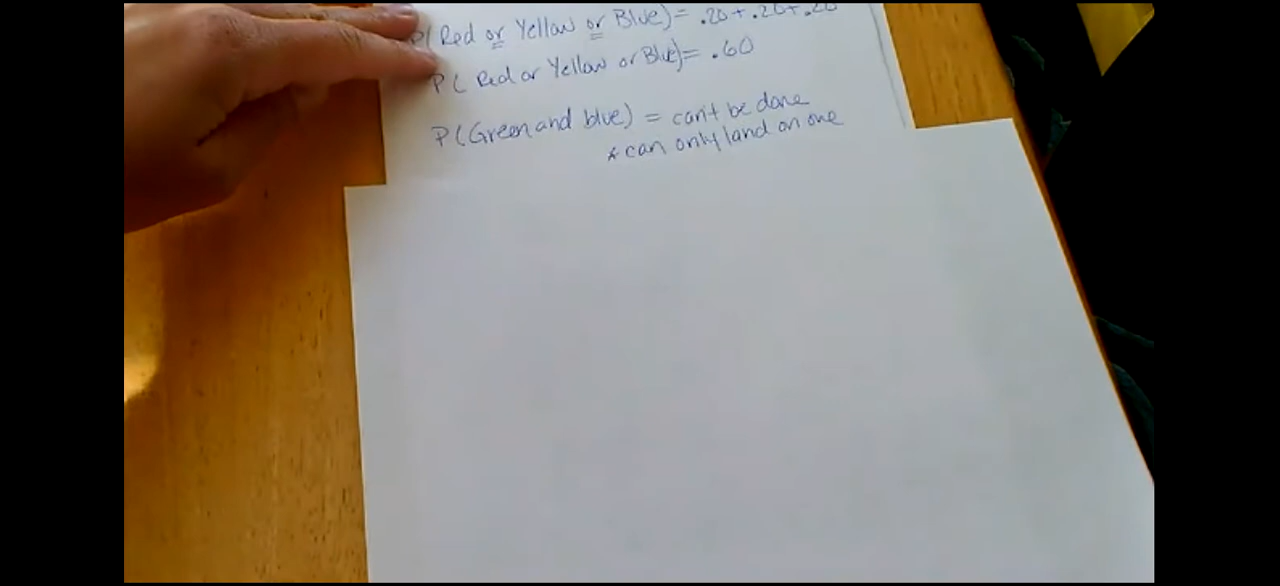 P( Red or Yellow or Blue) = .20 + .20 + .20
P( Red or Yellow or Blue) = .60
P(Green and blue) = can't be done
* can only land on one